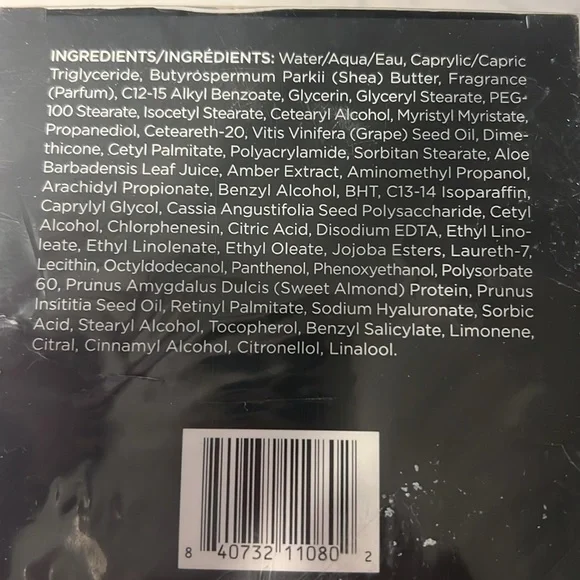 INGREDIENTS/INGRÉDIENTS: Water/Aqua/Eau, Caprylic/Capric
Triglyceride, Butyrospermum Parkii (Shea) Butter, Fragrance
(Parfum), C12-15 Alkyl Benzoate, Glycerin, Glyceryl Stearate, PEG-
100 Stearate, Isocetyl Stearate, Cetearyl Alcohol, Myristyl Myristate,
Propanediol, Ceteareth-20, Vitis Vinifera (Grape) Seed Oil, Dime-
thicone, Cetyl Palmitate, Polyacrylamide, Sorbitan Stearate, Aloe
Barbadensis Leaf Juice, Amber Extract, Aminomethyl Propanol,
Arachidyl Propionate, Benzyl Alcohol, BHT, C13-14 Isoparaffin,
Caprylyl Glycol, Cassia Angustifolia Seed Polysaccharide, Cetyl
Alcohol, Chlorphenesin, Citric Acid, Disodium EDTA, Ethyl Lino-
leate, Ethyl Linolenate, Ethyl Oleate, Jojoba Esters, Laureth-7,
Lecithin, Octyldodecanol, Panthenol, Phenoxyethanol, Polysorbate
60, Prunus Amygdalus Dulcis (Sweet Almond) Protein, Prunus
Insititia Seed Oil, Retinyl Palmitate, Sodium Hyaluronate, Sorbic
Acid, Stearyl Alcohol, Tocopherol, Benzyl Salicylate, Limonene,
Citral, Cinnamyl Alcohol, Citronellol, Linalool.
8 40732 11080 2